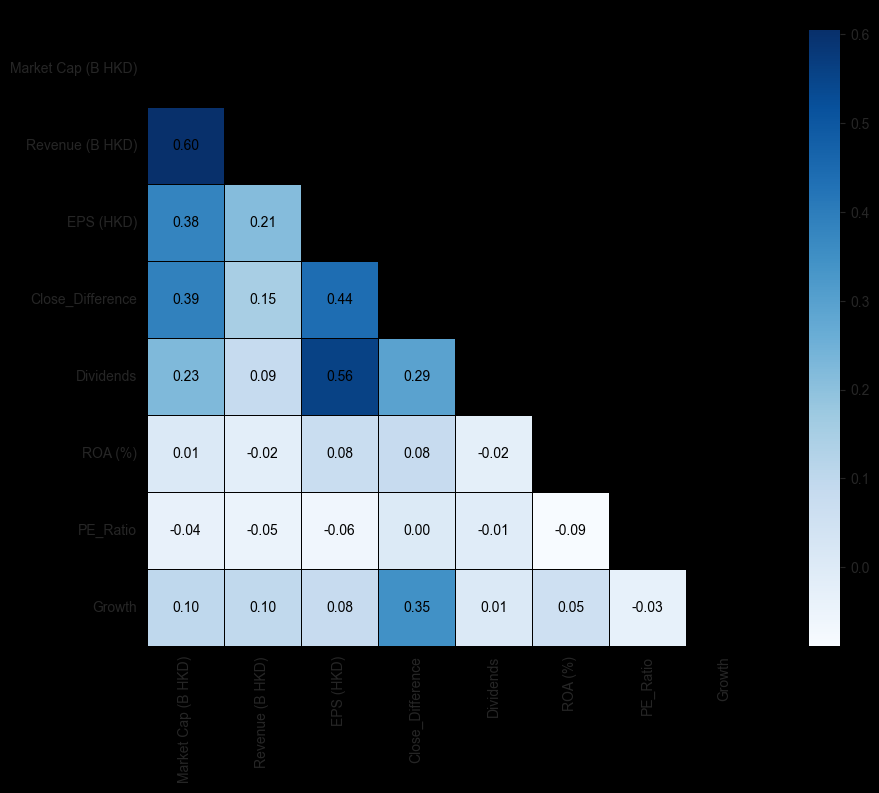 Market Cap (B HKD)
Revenue (B HKD) 0.60
EPS (HKD) 0.38 0.21
Close_Difference 0.39 0.15 0.44
Dividends 0.23 0.09 0.56 0.29
ROA (%) 0.01 -0.02 0.08 0.08 -0.02
PE_Ratio -0.04 -0.05 -0.06 0.00 -0.01 -0.09
Growth 0.10 0.10 0.08 0.35 0.01 0.05 -0.03
Market Cap (B HKD)
Revenue (B HKD)
EPS (HKD)
Close_Difference
Dividends
ROA (%)
PE_Ratio
Growth
0.6
0.5
0.4
0.3
0.2
0.1
0.0